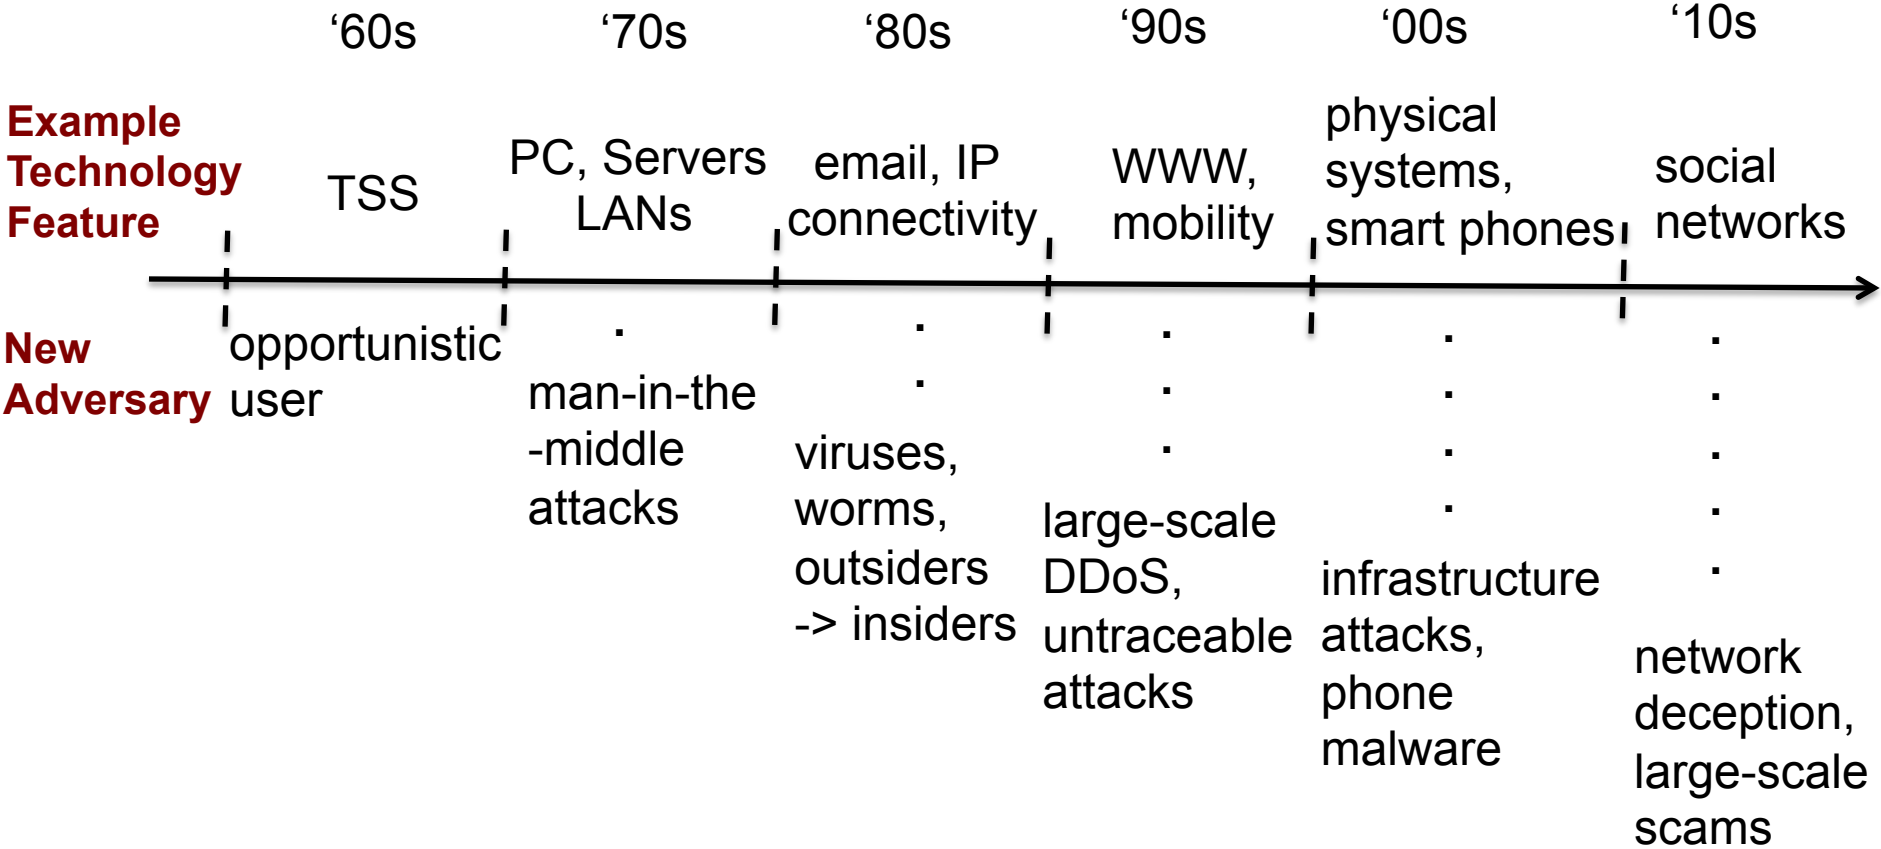 ‘60s
‘70s
‘80s
‘90s
‘00s
‘10s
Example
Technology
Feature
TSS
PC, Servers
LANs
email, IP
connectivity
WWW,
mobility
physical
systems,
smart phones
social
networks
New
Adversary
opportunistic
user
.
man-in-the
-middle
attacks
.
.
viruses,
worms,
outsiders
-> insiders
.
.
.
large-scale
DDoS,
untraceable
attacks
.
.
.
.
infrastructure
attacks,
phone
malware
.
.
.
.
.
network
deception,
large-scale
scams